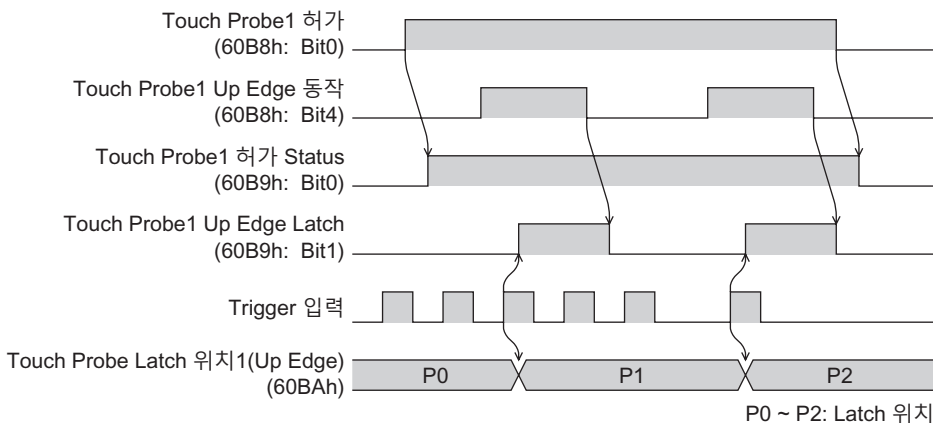 Touch Probe1 허가
(60B8h: Bit0)
Touch Probe1 Up Edge 동작
(60B8h: Bit4)
Touch Probe1 허가 Status
(60B9h: Bit0)
Touch Probe1 Up Edge Latch
(60B9h: Bit1)
Trigger 입력
Touch Probe Latch 위치1(Up Edge)
(60BAh)
P0
P1
P2
P0 ~ P2: Latch 위치